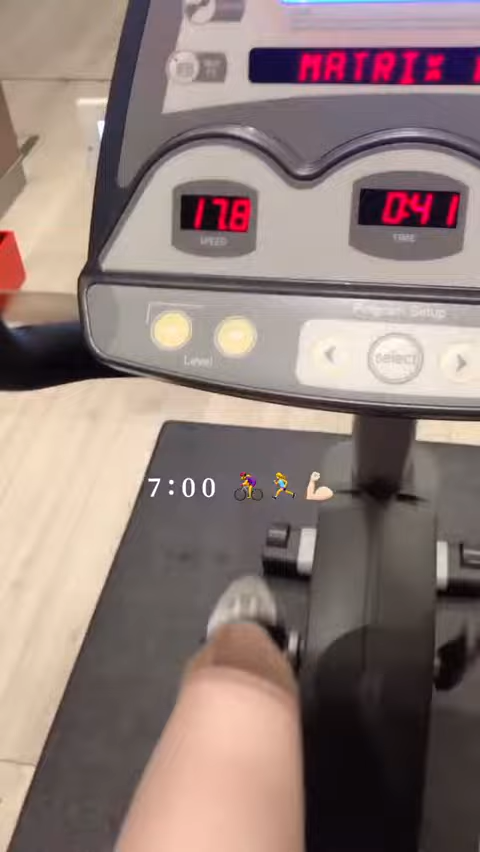 MATRIX
17.8
0:41
SPEED
TIME
Program Setup
Level
select
7:00 🚴‍♀️🏃‍♀️💪🏻